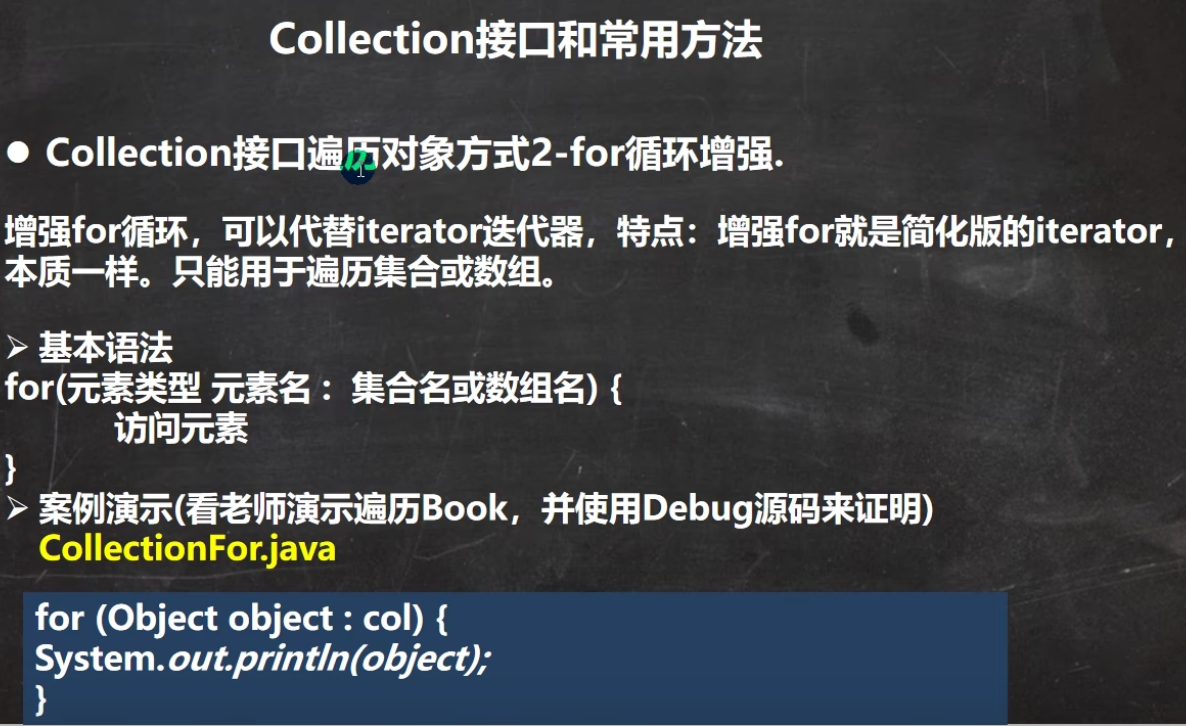 Collection接口和常用方法
● Collection接口遍历对象方式2-for循环增强.
增强for循环，可以代替iterator迭代器，特点：增强for就是简化版的iterator，
本质一样。只能用于遍历集合或数组。
➢ 基本语法
for(元素类型 元素名 : 集合名或数组名) {
访问元素
}
➢ 案例演示(看老师演示遍历Book，并使用Debug源码来证明)
CollectionFor.java
for (Object object : col) {
System.out.println(object);
}